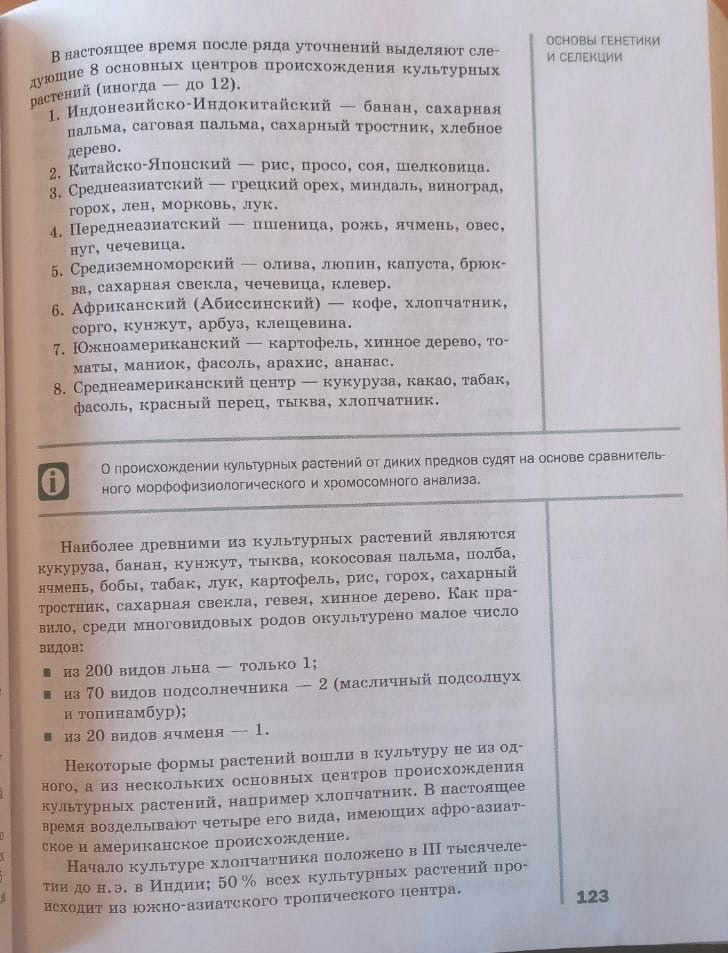 ОСНОВЫ ГЕНЕТИКИ
И СЕЛЕКЦИИ
В настоящее время после ряда уточнений выделяют сле-
дующие 8 основных центров происхождения культурных
растений (иногда — до 12).
1. Индонезийско-Индокитайский — банан, сахарная
пальма, саговая пальма, сахарный тростник, хлебное
дерево.
2. Китайско-Японский — рис, просо, соя, шелковица.
3. Среднеазиатский — грецкий орех, миндаль, виноград,
горох, лен, морковь, лук.
4. Переднеазиатский — пшеница, рожь, ячмень, овес,
нуг, чечевица.
5. Средиземноморский — олива, люпин, капуста, брюк-
ва, сахарная свекла, чечевица, клевер.
6. Африканский (Абиссинский) — кофе, хлопчатник,
сорго, кунжут, арбуз, клещевина.
7. Южноамериканский — картофель, хинное дерево, то-
маты, маниок, фасоль, арахис, ананас.
8. Среднеамериканский центр — кукуруза, какао, табак,
фасоль, красный перец, тыква, хлопчатник.
i
О происхождении культурных растений от диких предков судят на основе сравнитель-
ного морфофизиологического и хромосомного анализа.
Наиболее древними из культурных растений являются
кукуруза, банан, кунжут, тыква, кокосовая пальма, полба,
ячмень, бобы, табак, лук, картофель, рис, горох, сахарный
тростник, сахарная свекла, гевея, хинное дерево. Как пра-
вило, среди многовидовых родов окультурено малое число
видов:
■ из 200 видов льна — только 1;
■ из 70 видов подсолнечника — 2 (масличный подсолнух
и топинамбур);
■ из 20 видов ячменя — 1.
Некоторые формы растений вошли в культуру не из од-
ного, а из нескольких основных центров происхождения
культурных растений, например хлопчатник. В настоящее
время возделывают четыре его вида, имеющих афро-азиат-
ское и американское происхождение.
Начало культуре хлопчатника положено в III тысячеле-
тии до н. э. в Индии; 50 % всех культурных растений про-
исходит из южно-азиатского тропического центра.
123